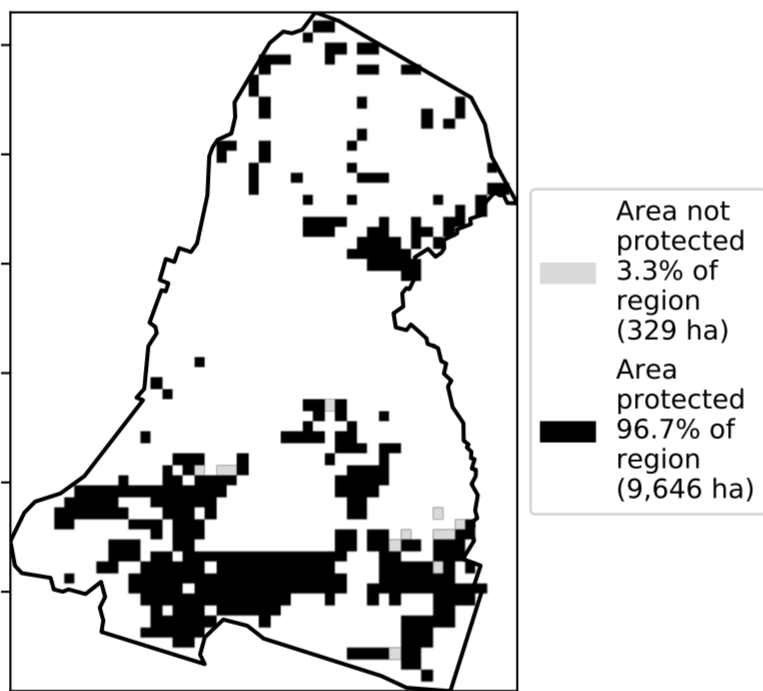 Area not
protected
3.3% of
region
(329 ha)
Area
protected
96.7% of
region
(9,646 ha)